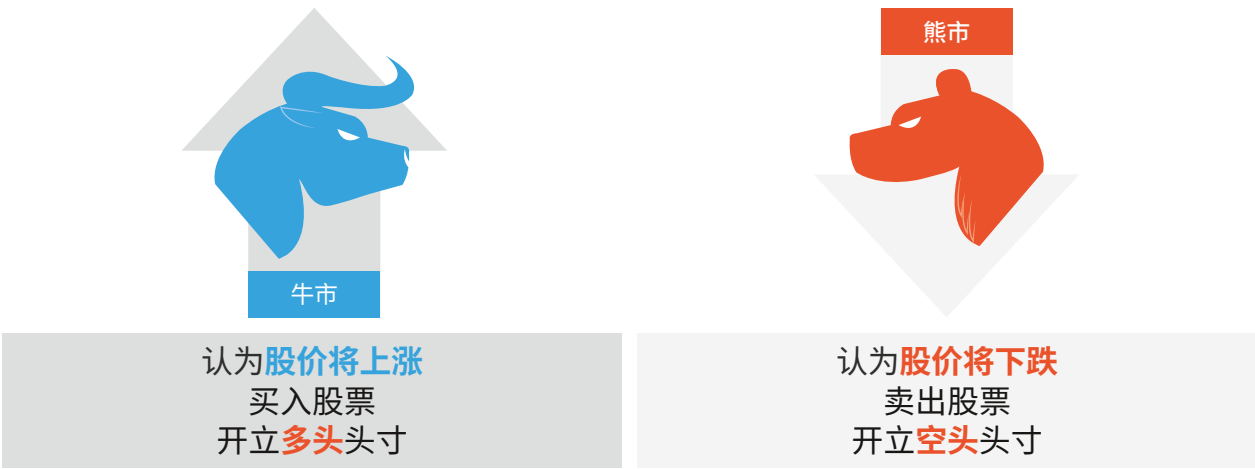 牛市
认为股价将上涨
买入股票
开立多头头寸
熊市
认为股价将下跌
卖出股票
开立空头头寸